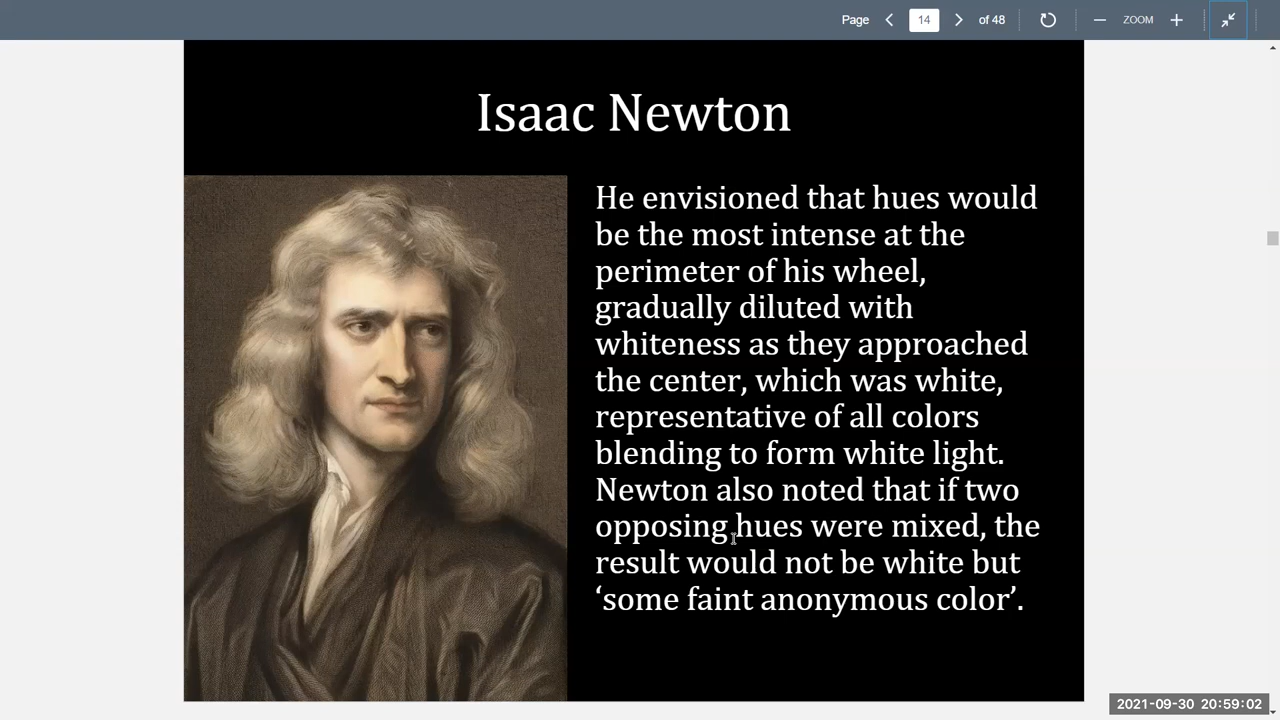 Page 14 of 48 ZOOM
Isaac Newton
He envisioned that hues would
be the most intense at the
perimeter of his wheel,
gradually diluted with
whiteness as they approached
the center, which was white,
representative of all colors
blending to form white light.
Newton also noted that if two
opposing hues were mixed, the
result would not be white but
‘some faint anonymous color’.
2021-09-30 20:59:02